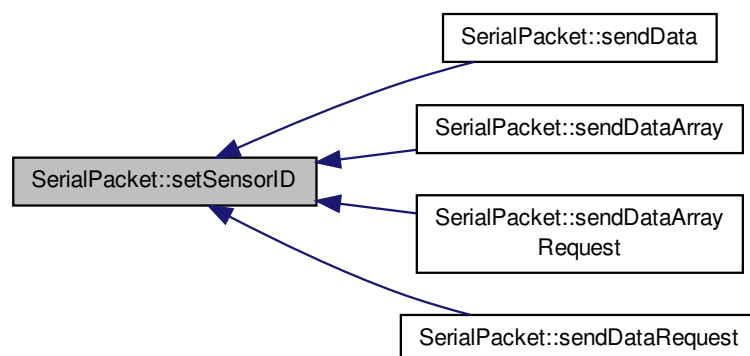 SerialPacket::sendData
SerialPacket::sendDataArray
SerialPacket::setSensorID
SerialPacket::sendDataArray
Request
SerialPacket::sendDataRequest